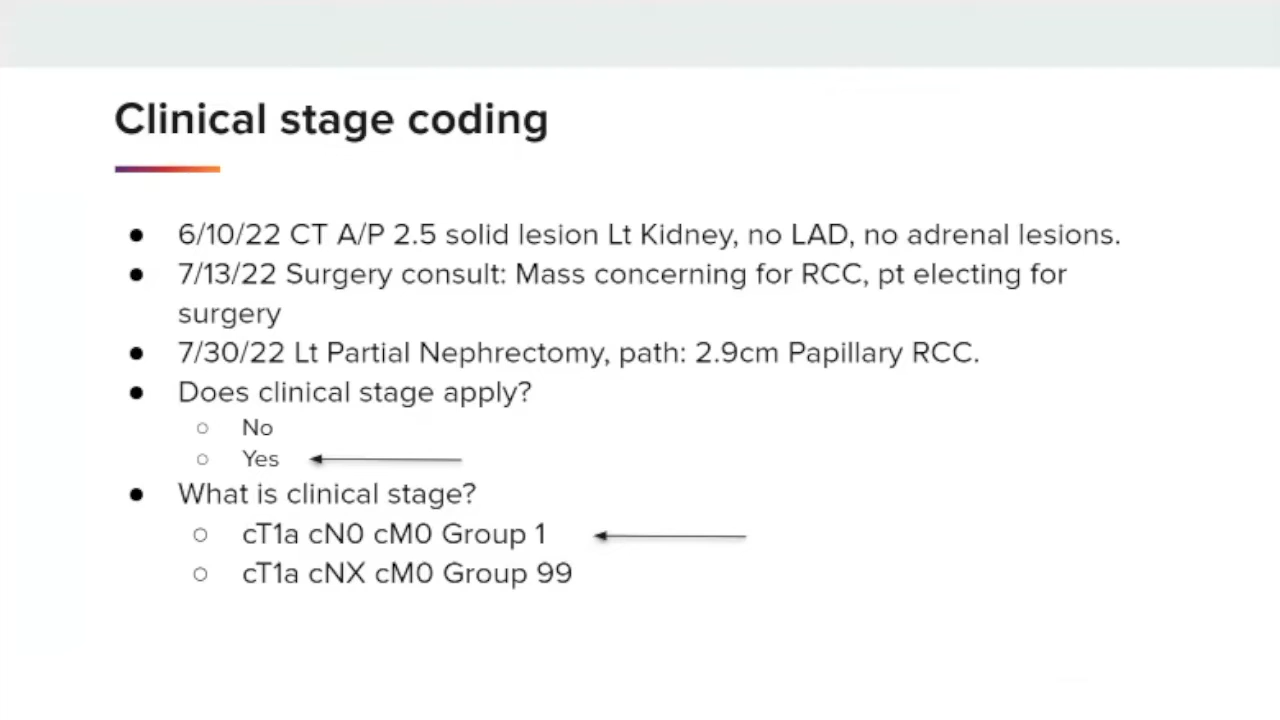 Clinical stage coding
● 6/10/22 CT A/P 2.5 solid lesion Lt Kidney, no LAD, no adrenal lesions.
● 7/13/22 Surgery consult: Mass concerning for RCC, pt electing for
surgery
● 7/30/22 Lt Partial Nephrectomy, path: 2.9cm Papillary RCC.
● Does clinical stage apply?
○ No
○ Yes
● What is clinical stage?
○ cT1a cN0 cM0 Group 1
○ cT1a cNX cM0 Group 99